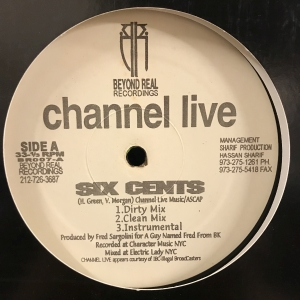 BR
BEYOND REAL
RECORDINGS
channel live
SIDE A
33⅓ RPM
BR007-A
BEYOND REAL
RECORDINGS
212-726-3687
MANAGEMENT
SHARIF PRODUCTION
HASSAN SHARIF
973-275-1261 PH.
973-275-5418 FAX
SIX CENTS
(H. Green, V. Morgan) Channel Live Music/ASCAP
1.Dirty Mix
2.Clean Mix
3.Instrumental
Produced by Fred Sargolini for A Guy Named Fred From BK
Recorded at Character Music NYC
Mixed at Electric Lady NYC
CHANNEL LIVE appears courtesy of IBC-Illegal BroadCasters